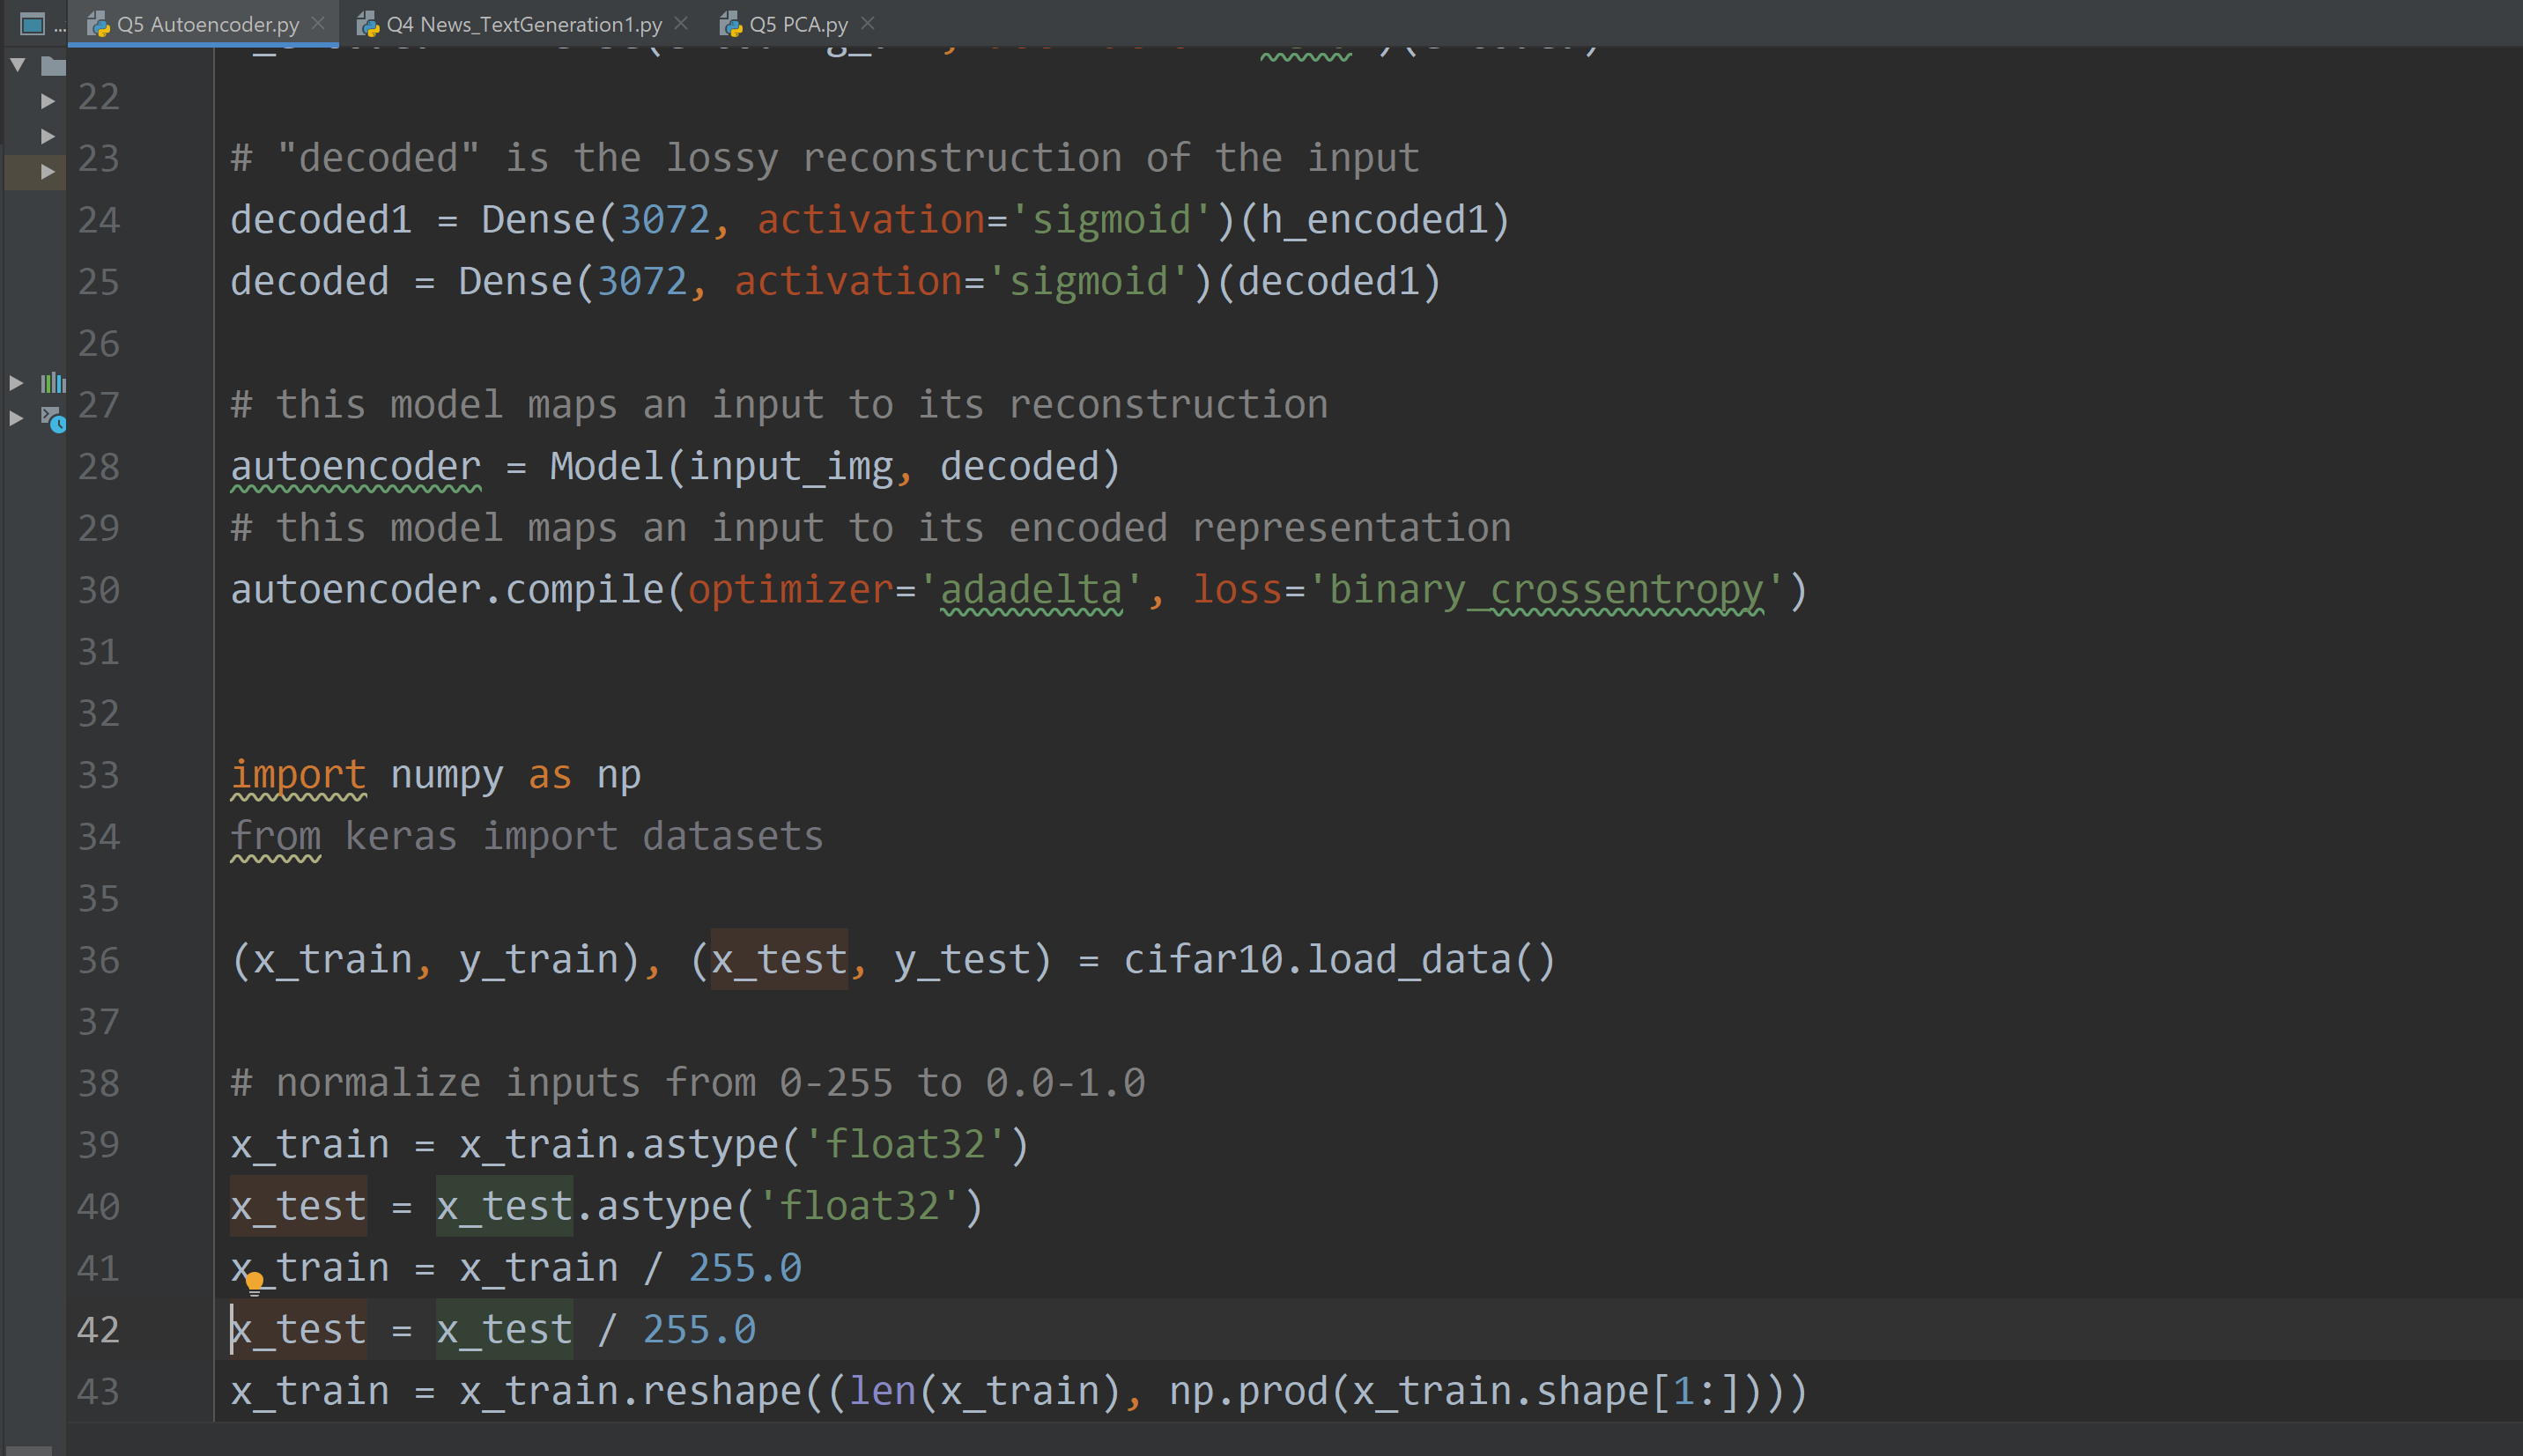 Q5 Autoencoder.py Q4 News_TextGeneration1.py Q5 PCA.py
22
23 # "decoded" is the lossy reconstruction of the input
24 decoded1 = Dense(3072, activation='sigmoid')(h_encoded1)
25 decoded = Dense(3072, activation='sigmoid')(decoded1)
26
27 # this model maps an input to its reconstruction
28 autoencoder = Model(input_img, decoded)
29 # this model maps an input to its encoded representation
30 autoencoder.compile(optimizer='adadelta', loss='binary_crossentropy')
31
32
33 import numpy as np
34 from keras import datasets
35
36 (x_train, y_train), (x_test, y_test) = cifar10.load_data()
37
38 # normalize inputs from 0-255 to 0.0-1.0
39 x_train = x_train.astype('float32')
40 x_test = x_test.astype('float32')
41 x_train = x_train / 255.0
42 x_test = x_test / 255.0
43 x_train = x_train.reshape((len(x_train), np.prod(x_train.shape[1:])))